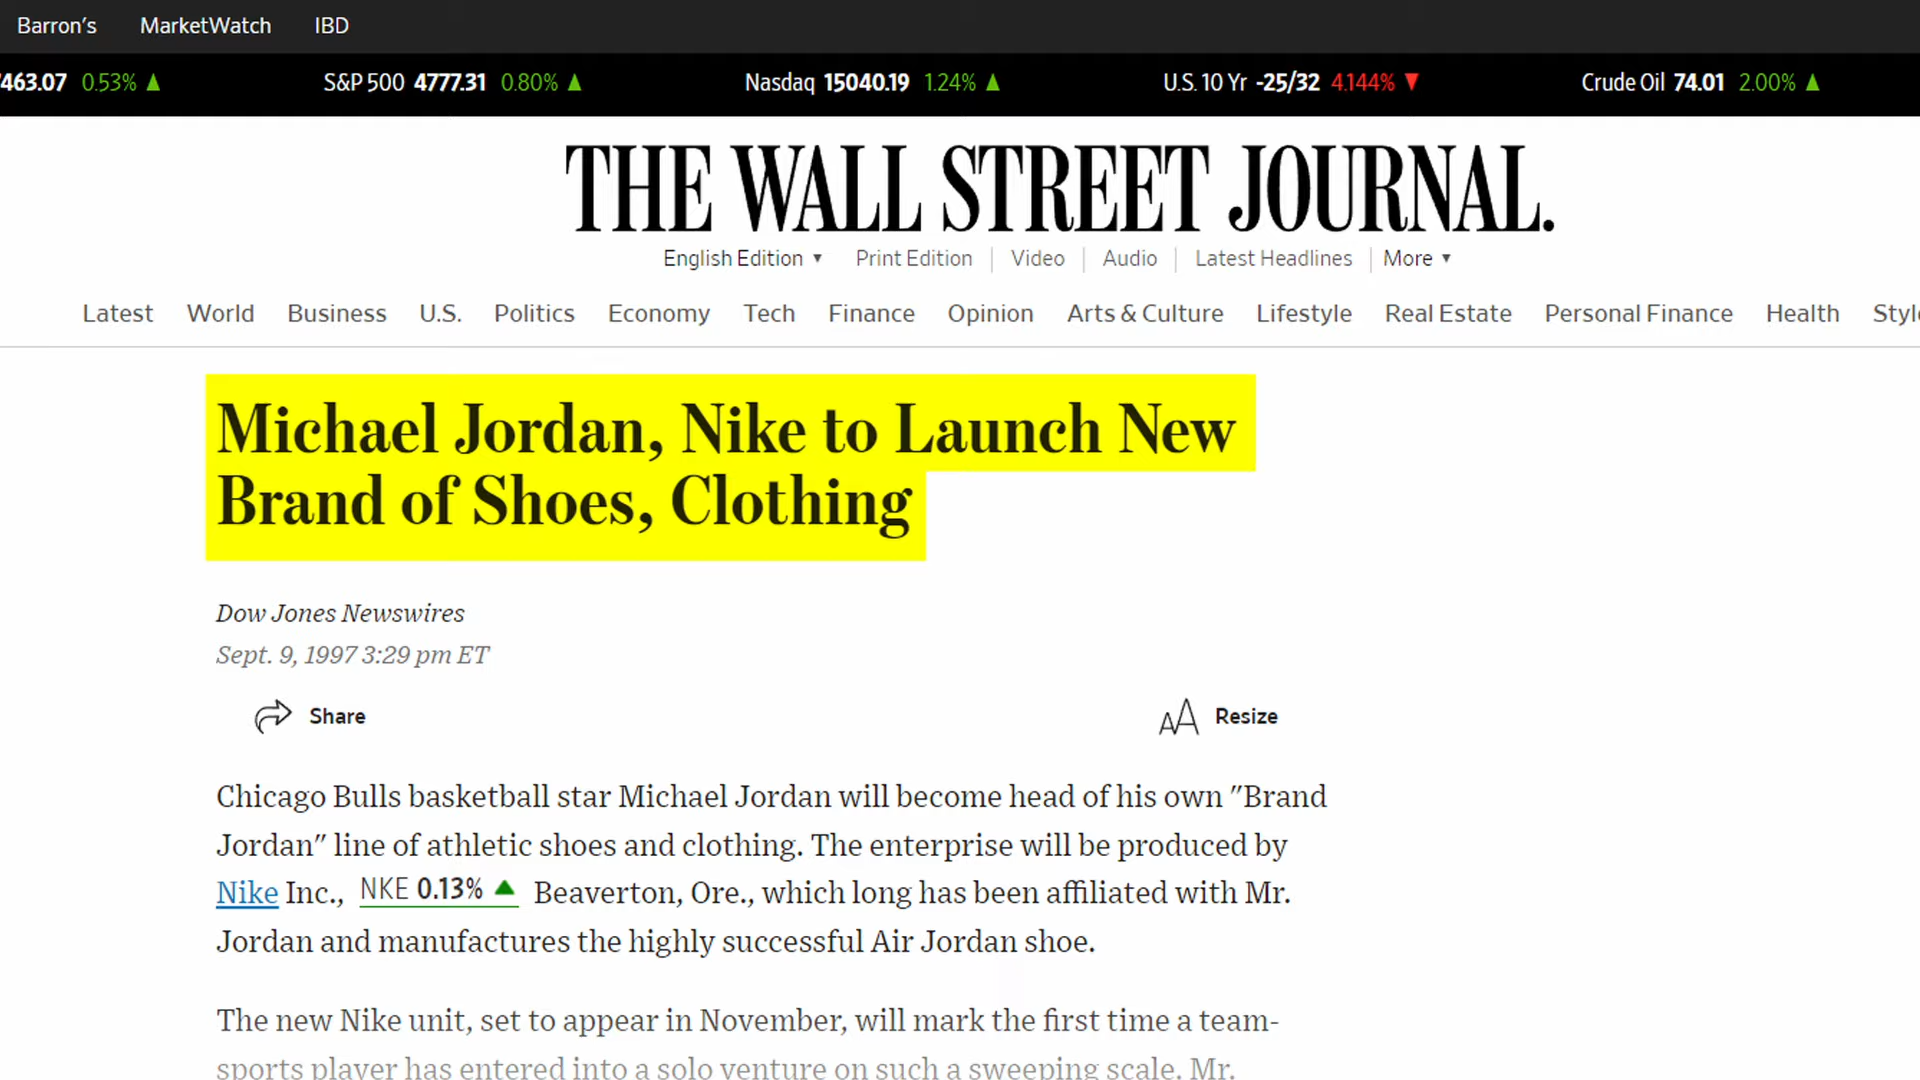 Barron's MarketWatch IBD
463.07 0.53% ▲ S&P 500 4777.31 0.80% ▲ Nasdaq 15040.19 1.24% ▲ U.S. 10 Yr -25/32 4.144% ▼ Crude Oil 74.01 2.00% ▲
THE WALL STREET JOURNAL.
English Edition ▼ Print Edition | Video | Audio | Latest Headlines | More ▼
Latest World Business U.S. Politics Economy Tech Finance Opinion Arts & Culture Lifestyle Real Estate Personal Finance Health Style
Michael Jordan, Nike to Launch New
Brand of Shoes, Clothing
Dow Jones Newswires
Sept. 9, 1997 3:29 pm ET
Share AA Resize
Chicago Bulls basketball star Michael Jordan will become head of his own "Brand
Jordan" line of athletic shoes and clothing. The enterprise will be produced by
Nike Inc., NKE 0.13% ▲ Beaverton, Ore., which long has been affiliated with Mr.
Jordan and manufactures the highly successful Air Jordan shoe.
The new Nike unit, set to appear in November, will mark the first time a team-
sports player has entered into a solo venture on such a sweeping scale. Mr.